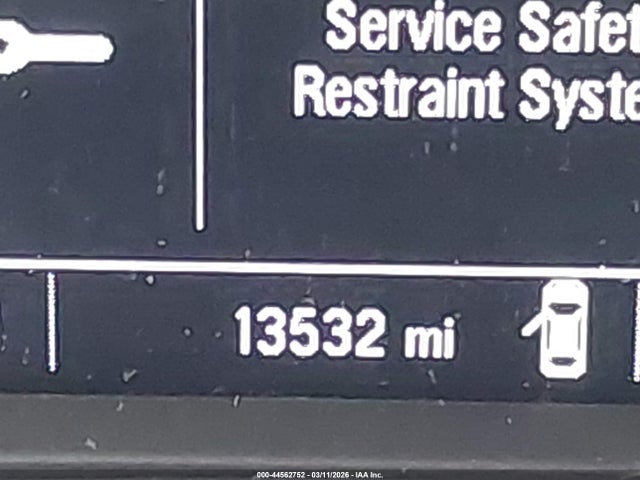 Service Safet
Restraint Syste
13532 mi
000-44562752 - 03/11/2026 - IAA Inc.